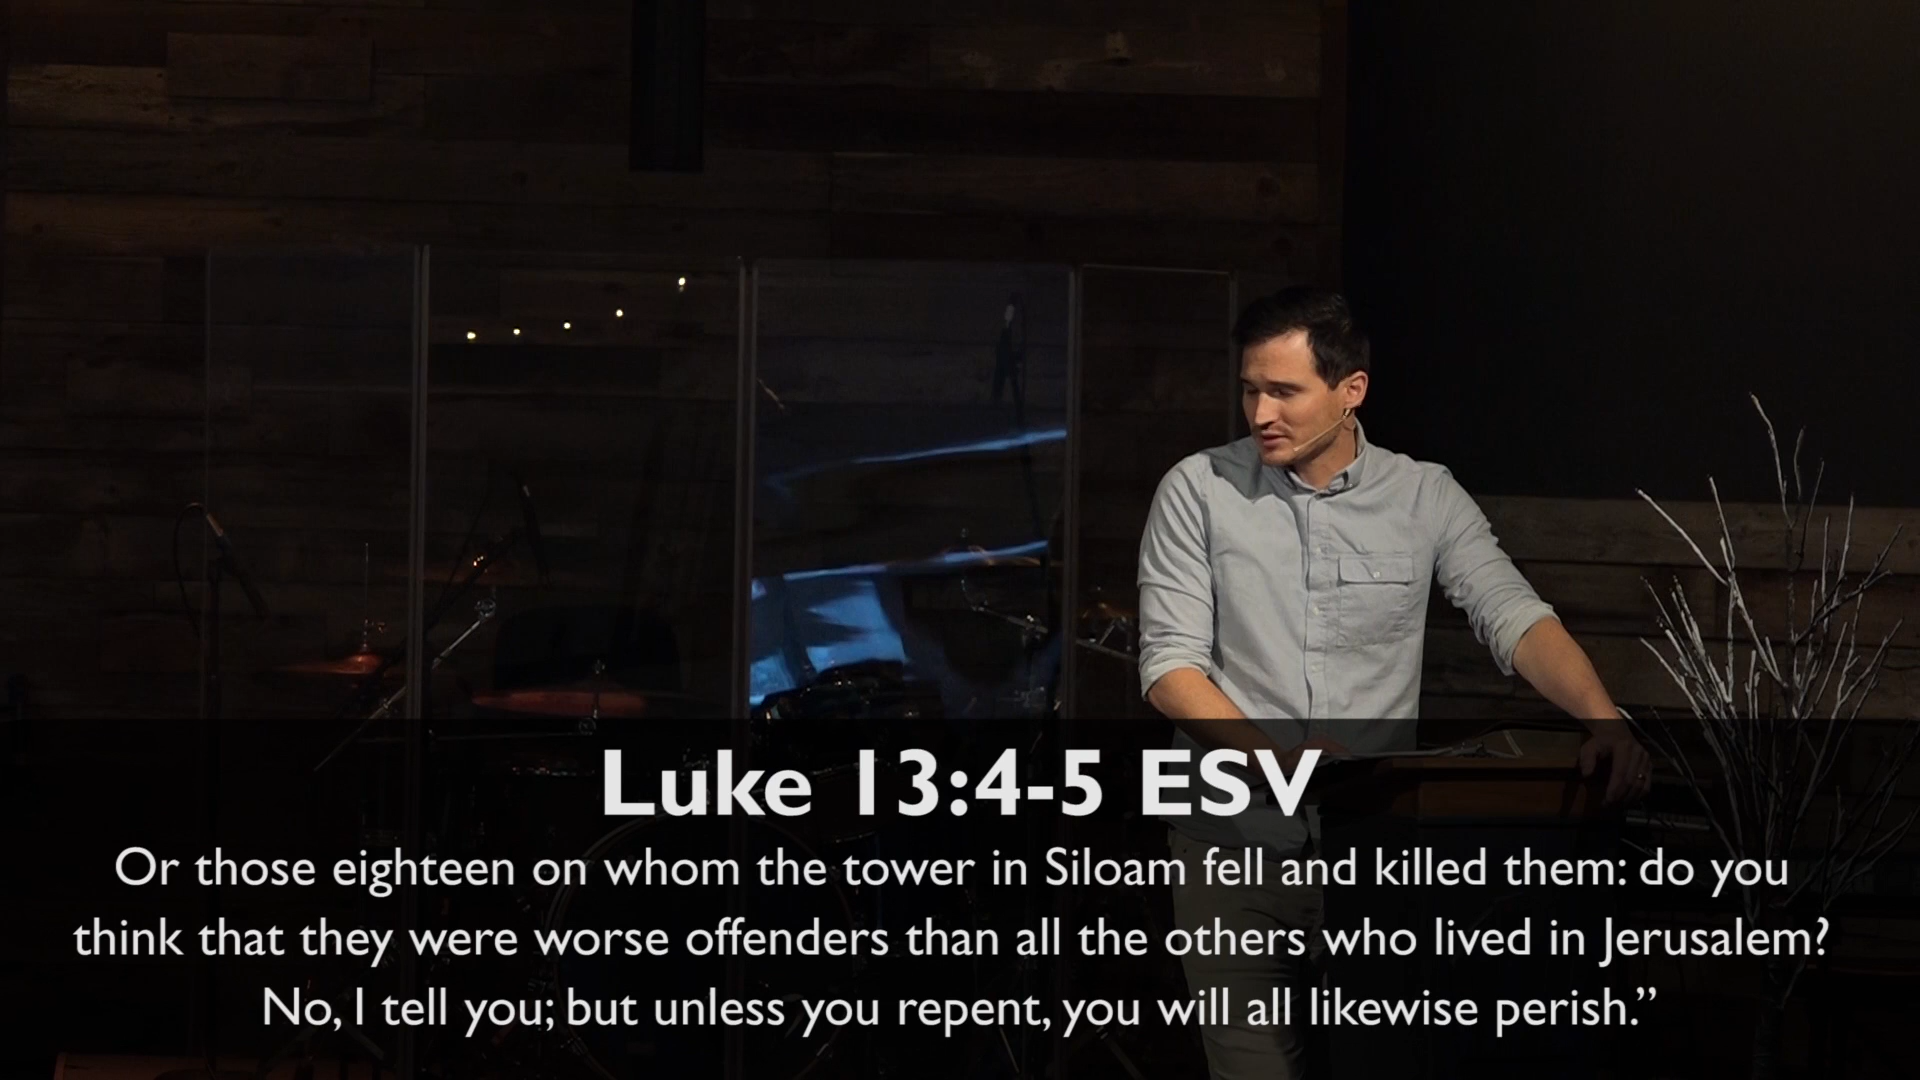 Luke 13:4-5 ESV
Or those eighteen on whom the tower in Siloam fell and killed them: do you
think that they were worse offenders than all the others who lived in Jerusalem?
No, I tell you; but unless you repent, you will all likewise perish.”